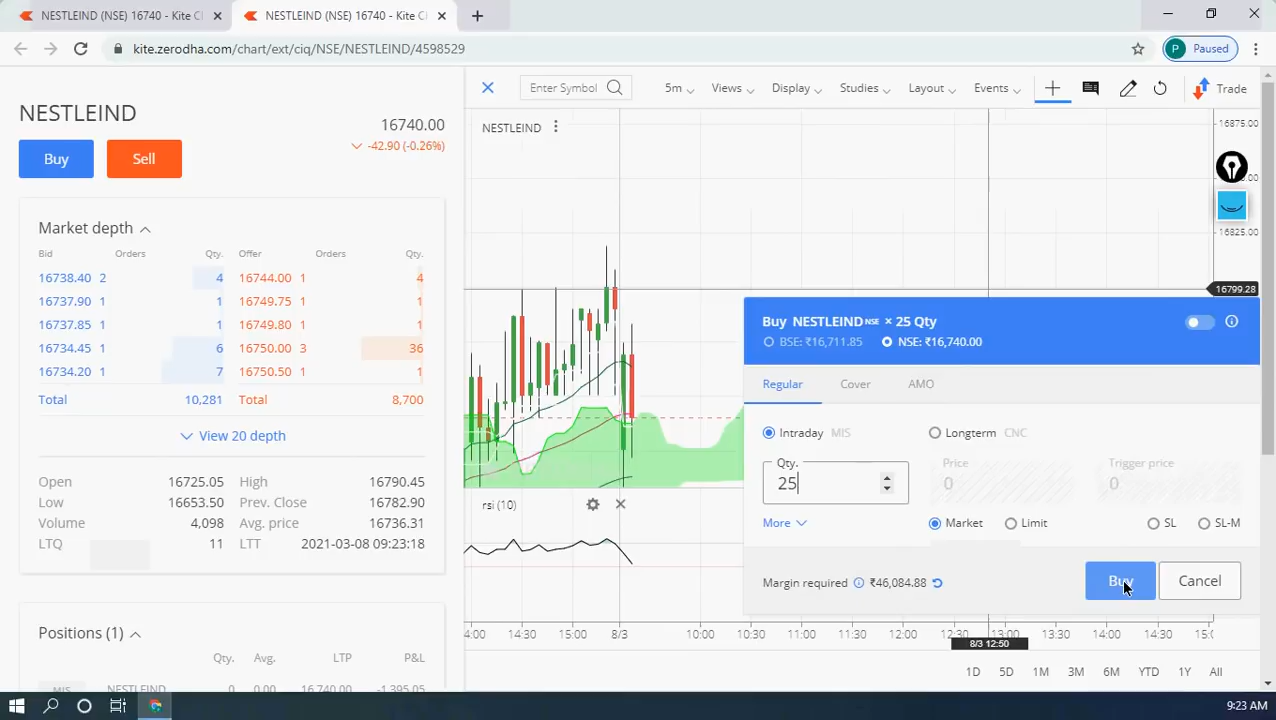 NESTLEIND (NSE) 16740 - Kite C
NESTLEIND (NSE) 16740 - Kite C
kite.zerodha.com/chart/ext/ciq/NSE/NESTLEIND/4598529
P Paused
NESTLEIND
16740.00
-42.90 (-0.26%)
Buy Sell
Market depth
Bid Orders Qty. Offer Orders Qty.
16738.40 2 4 16744.00 1 4
16737.90 1 1 16749.75 1 1
16737.85 1 1 16749.80 1 1
16734.45 1 6 16750.00 3 36
16734.20 1 7 16750.50 1 1
Total 10,281 Total 8,700
View 20 depth
Open 16725.05 High 16790.45
Low 16653.50 Prev. Close 16782.90
Volume 4,098 Avg. price 16736.31
LTQ 11 LTT 2021-03-08 09:23:18
Positions (1)
Qty. Avg. LTP P&L
MIS NESTLEIND 0 0.00 16,740.00 -1,395.05
Enter Symbol 5m Views Display Studies Layout Events Trade
NESTLEIND
16875.00
16825.00
16799.28
Buy NESTLEIND NSE × 25 Qty
BSE: ₹16,711.85 NSE: ₹16,740.00
Regular Cover AMO
Intraday MIS Longterm CNC
Qty. Price Trigger price
25 0 0
More Market Limit SL SL-M
Margin required ₹46,084.88 Buy Cancel
rsi (10)
14:30 15:00 8/3 10:00 10:30 11:00 11:30 12:00 12:30 13:00 13:30 14:00 14:30
8/3 12:50
1D 5D 1M 3M 6M YTD 1Y All
9:23 AM